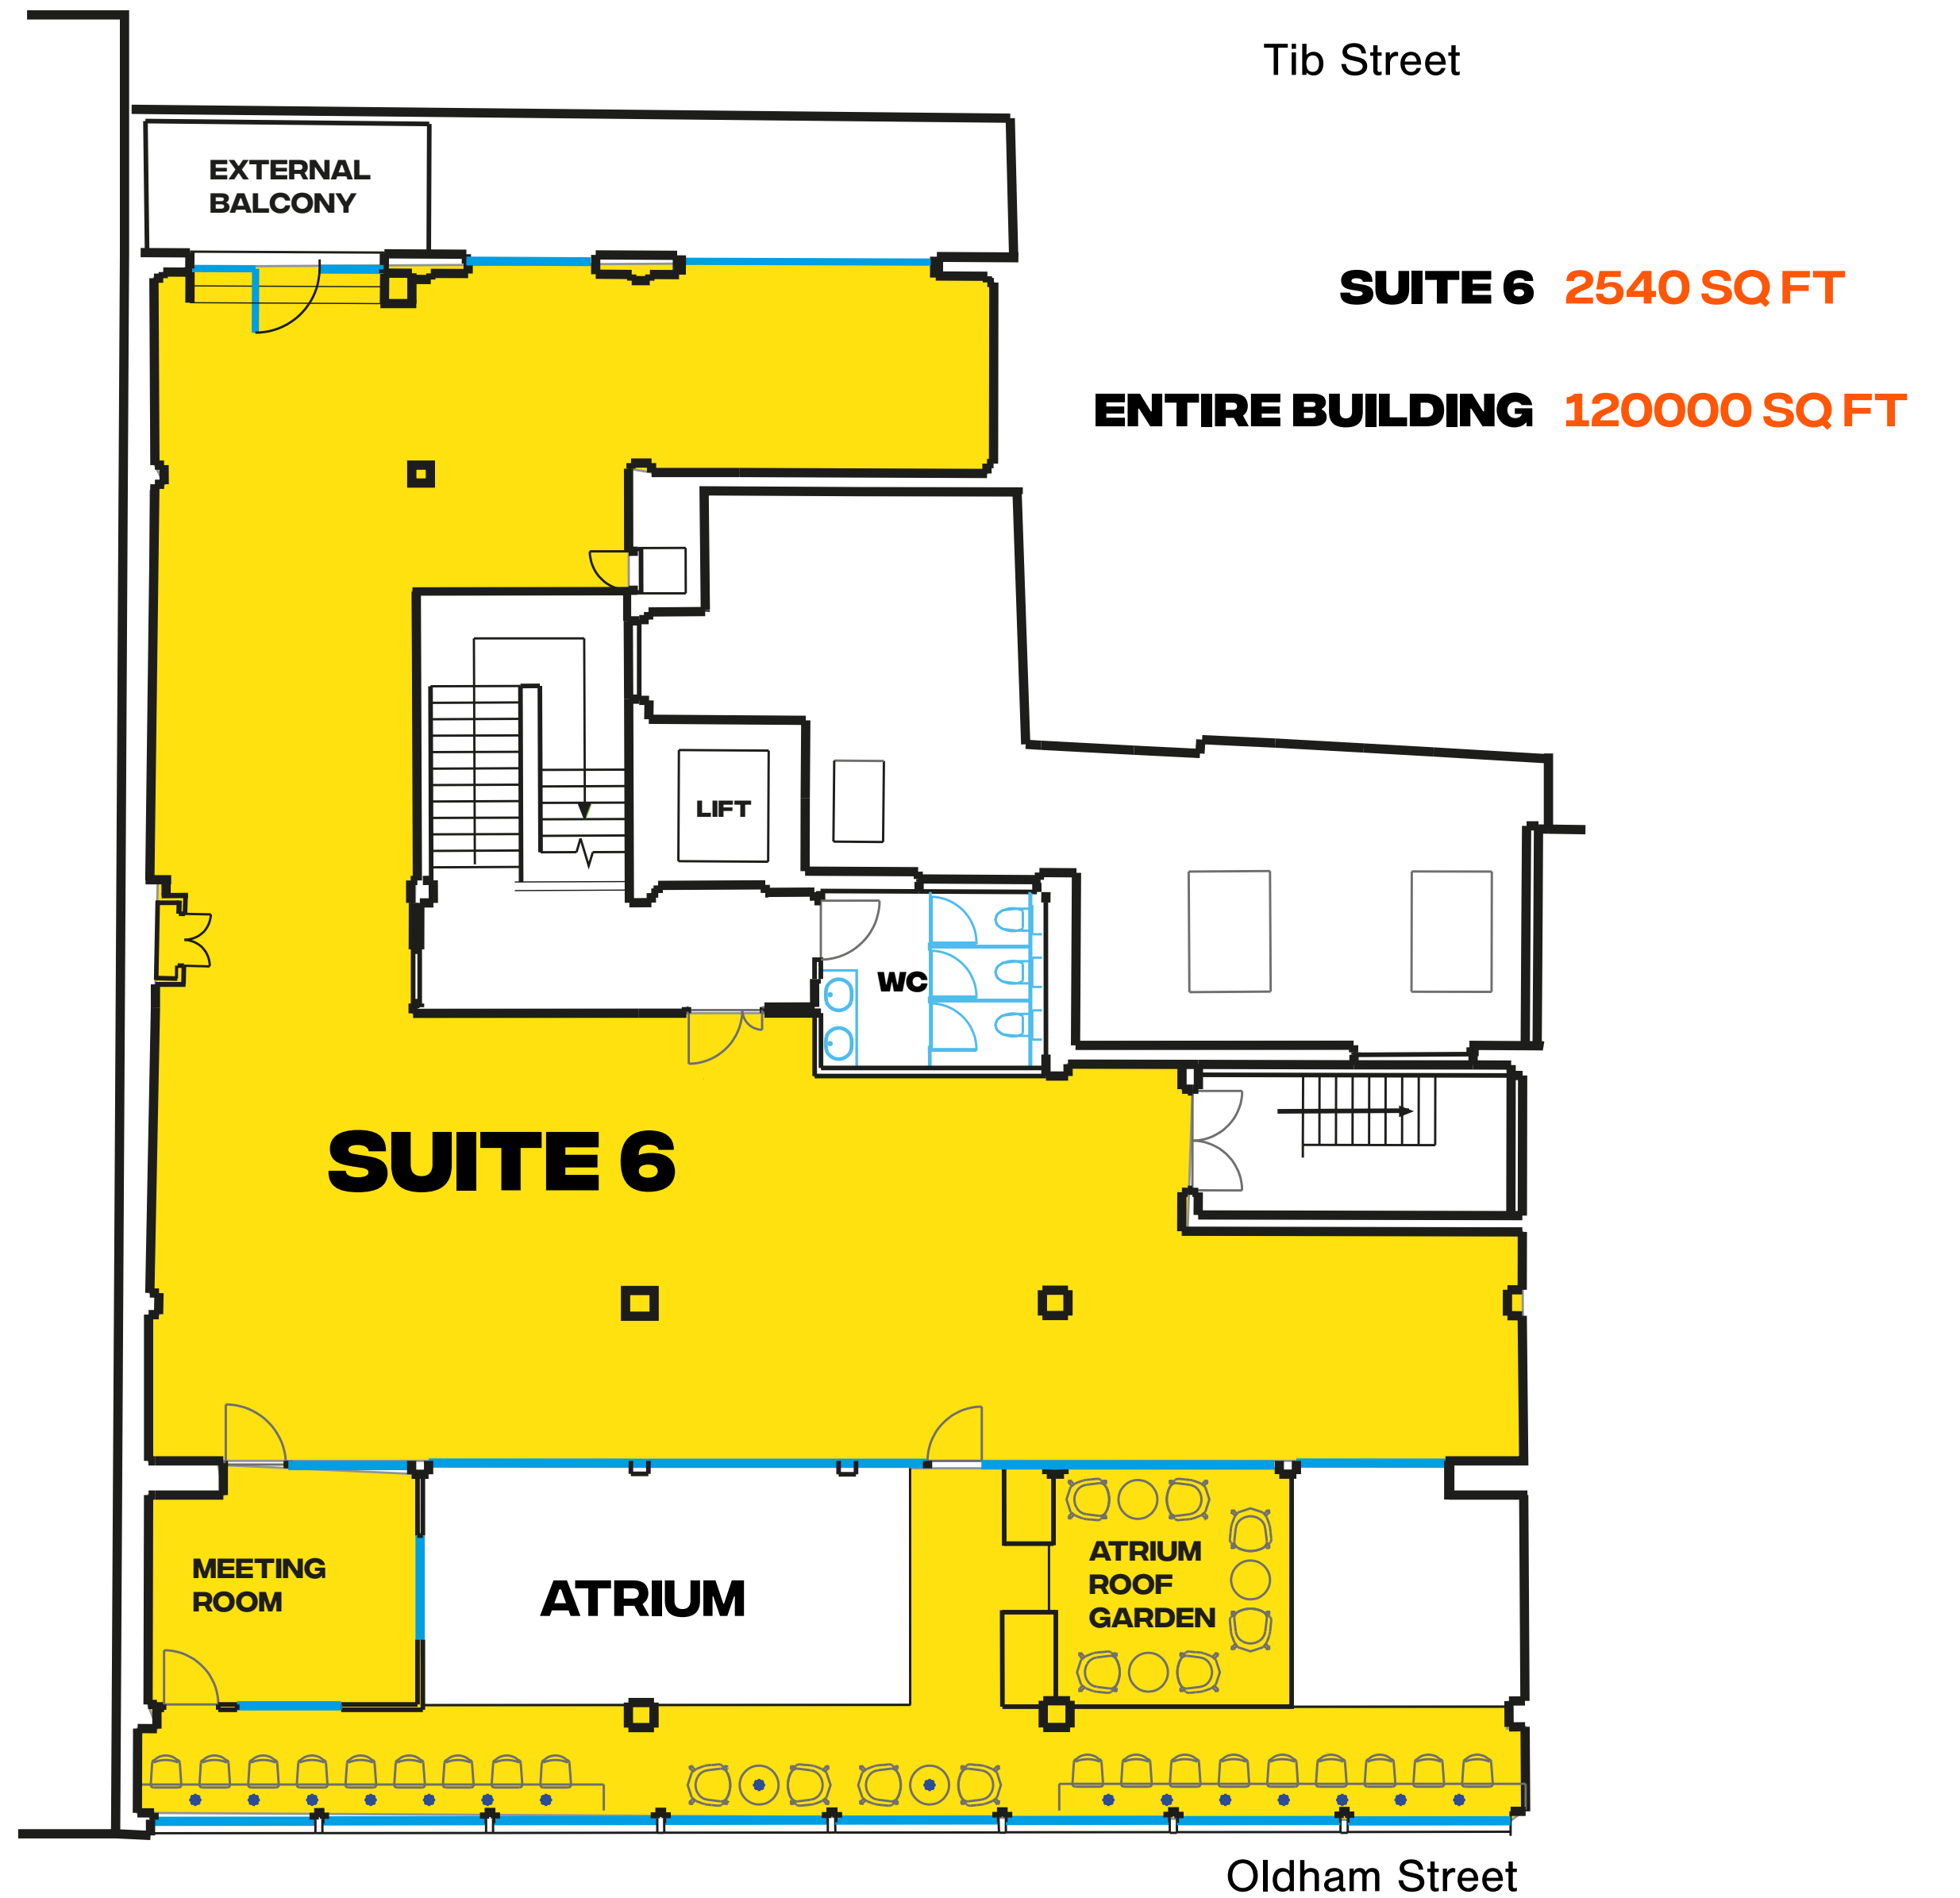 Tib Street
EXTERNAL
BALCONY
SUITE 6 2540 SQ FT
ENTIRE BUILDING 120000 SQ FT
LIFT
WC
SUITE 6
MEETING
ROOM
ATRIUM
ATRIUM
ROOF
GARDEN
Oldham Street